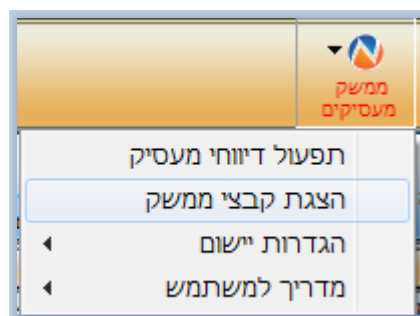 ממשק
מעסיקים
תפעול דיווחי מעסיק
הצגת קבצי ממשק
הגדרות יישום
מדריך למשתמש